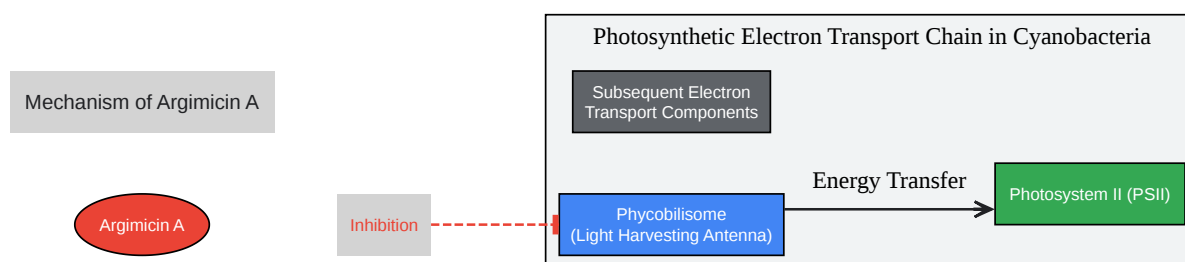 Photosynthetic Electron Transport Chain in Cyanobacteria
Mechanism of Argimicin A
Subsequent Electron
Transport Components
Argimicin A
Inhibition
Phycobilisome
(Light Harvesting Antenna)
Energy Transfer
Photosystem II (PSII)